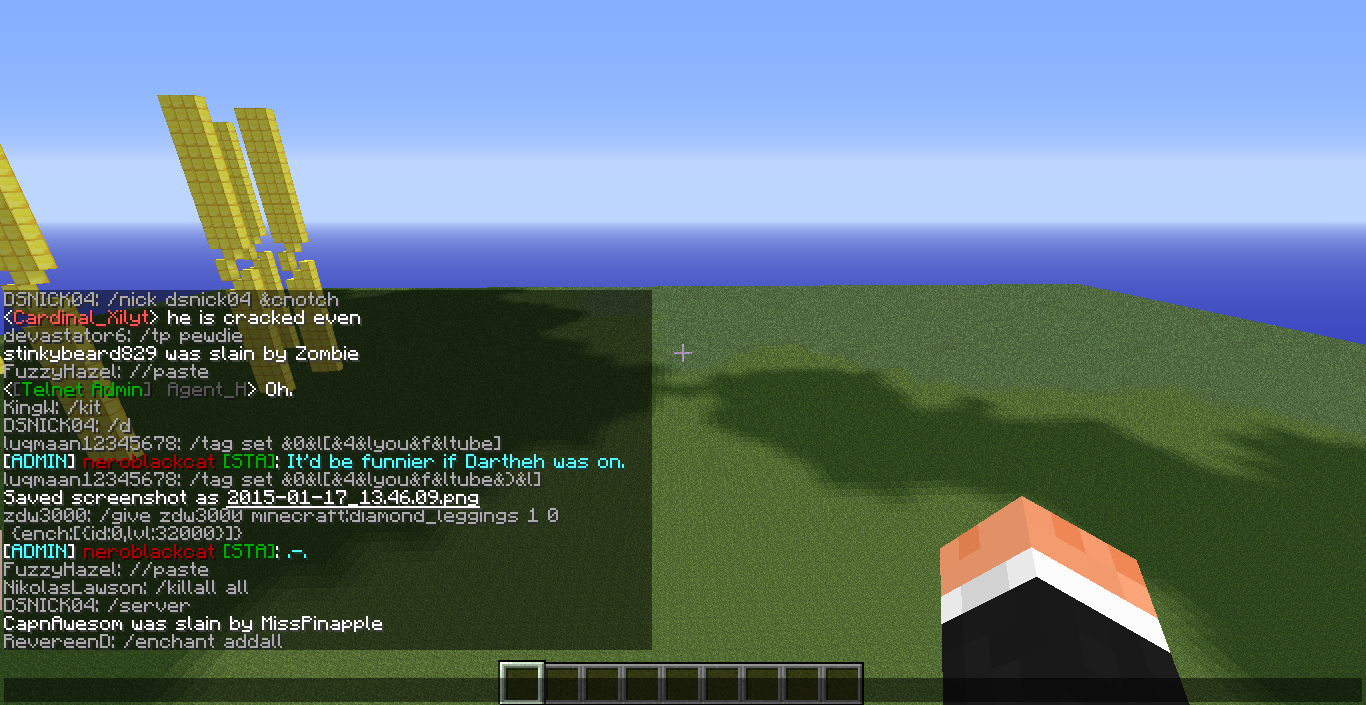 DSNICK04: /nick dsnick04 &cnotch
<Cardinal_Xilyt> he is cracked even
devastator6: /tp pewdie
stinkybeard829 was slain by Zombie
FuzzyHazel: //paste
<[Telnet Admin] Agent_H> Oh.
KingW: /kit
DSNICK04: /d
luqmaan12345678: /tag set &0&l[&4&lyou&f&ltube]
[ADMIN] neroblackcat [STA]: It'd be funnier if Dartheh was on.
luqmaan12345678: /tag set &0&l[&4&lyou&f&ltube&)&l]
Saved screenshot as 2015-01-17_13.46.09.png
zdw3000: /give zdw3000 minecraft:diamond_leggings 1 0
{ench:[{id:0,lvl:32000}]}
[ADMIN] neroblackcat [STA]: .-.
FuzzyHazel: //paste
NikolasLawson: /killall all
DSNICK04: /server
CapnAwesom was slain by MissPinapple
RevereenD: /enchant addall